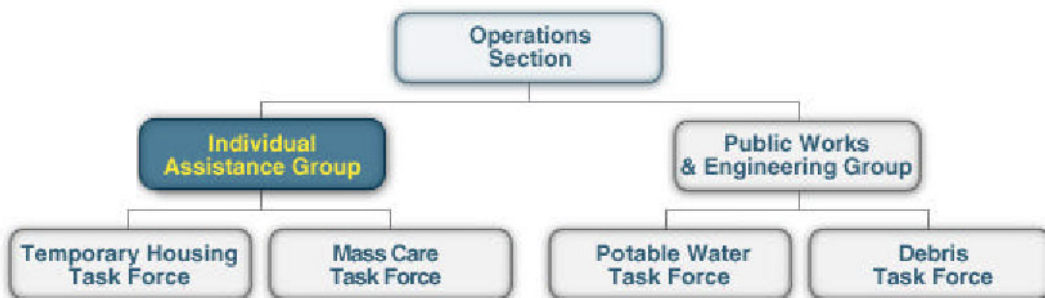 Operations
Section
Individual
Assistance Group
Public Works
& Engineering Group
Temporary Housing
Task Force
Mass Care
Task Force
Potable Water
Task Force
Debris
Task Force